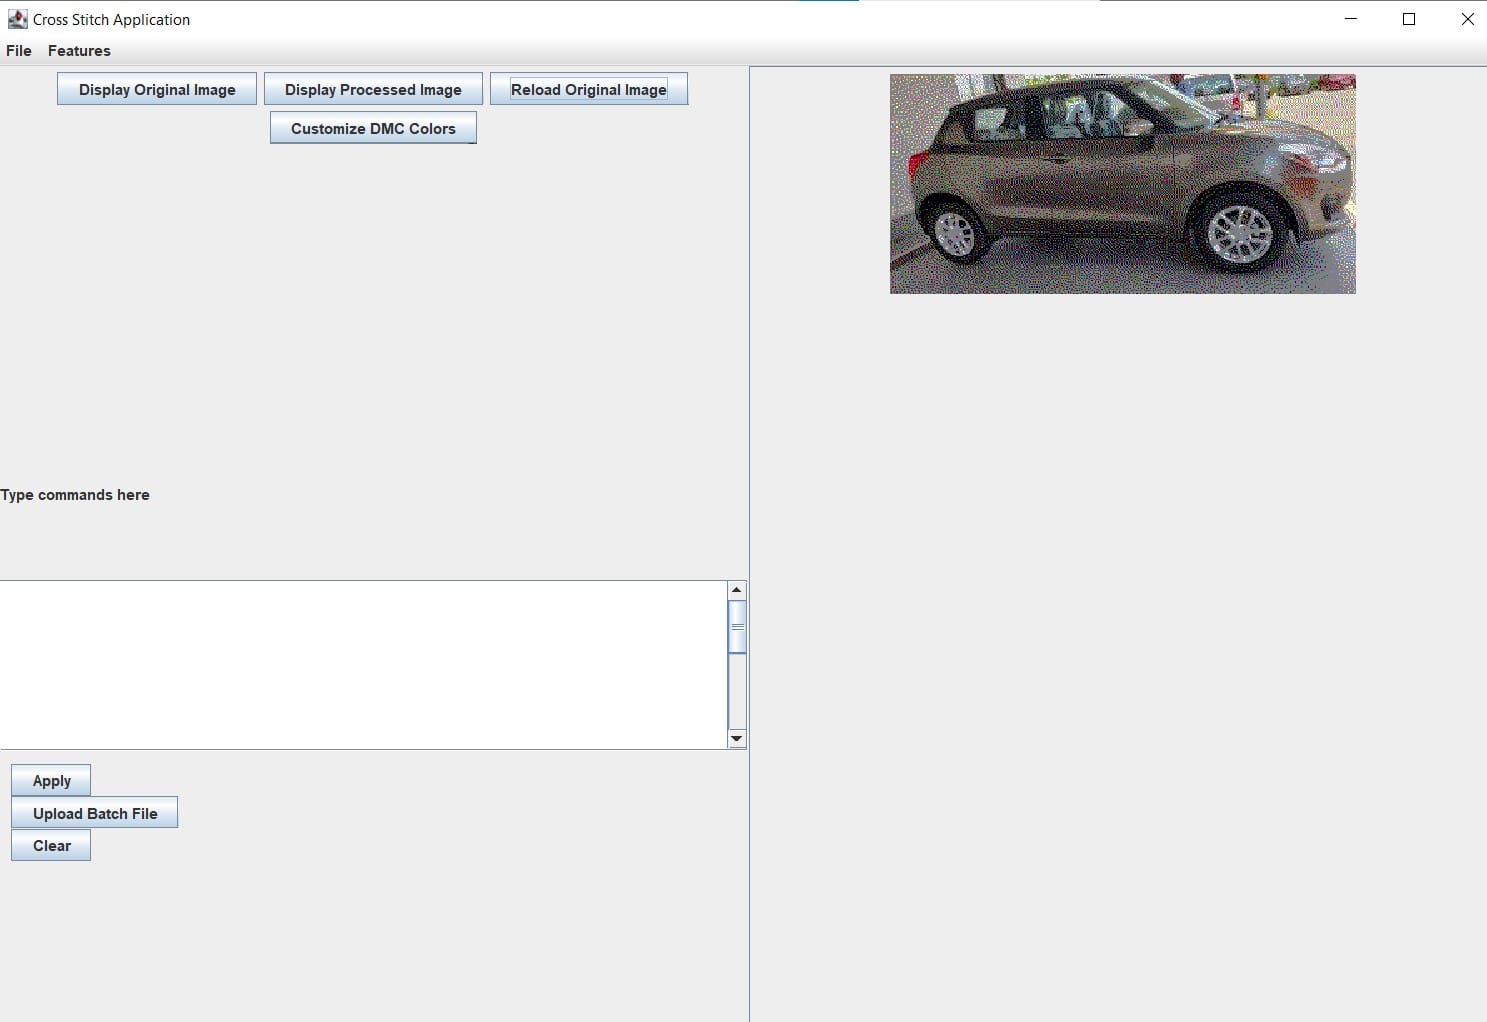 Cross Stitch Application
File Features
Display Original Image Display Processed Image Reload Original Image
Customize DMC Colors
Type commands here
Apply
Upload Batch File
Clear